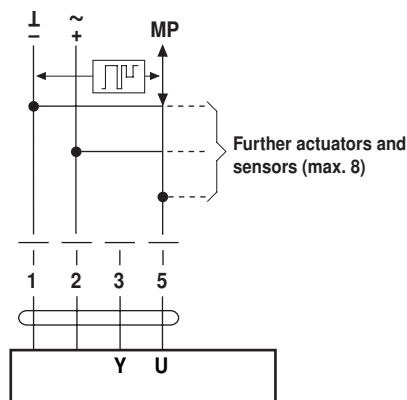 ⊥ ~
− + MP
Further actuators and
sensors (max. 8)
1 2 3 5
Y U